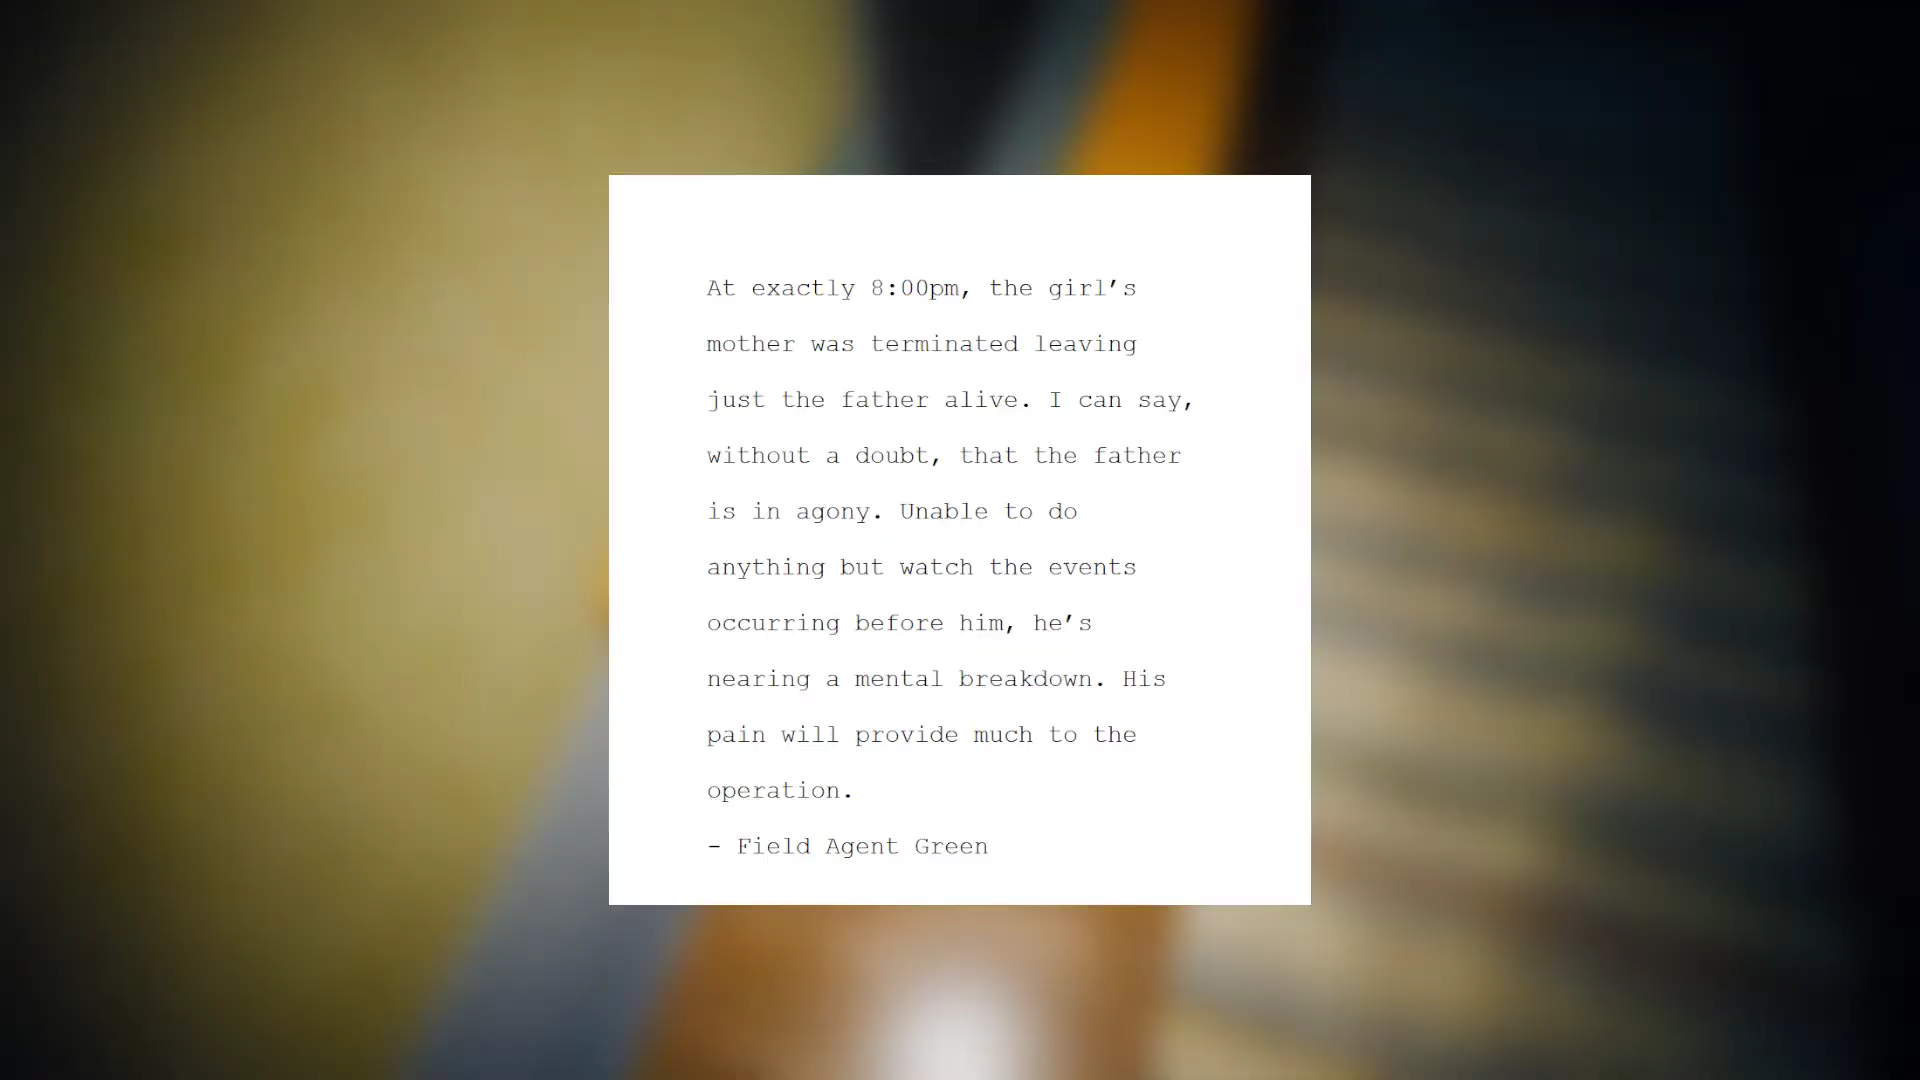 At exactly 8:00pm, the girl’s
mother was terminated leaving
just the father alive. I can say,
without a doubt, that the father
is in agony. Unable to do
anything but watch the events
occurring before him, he’s
nearing a mental breakdown. His
pain will provide much to the
operation.
- Field Agent Green